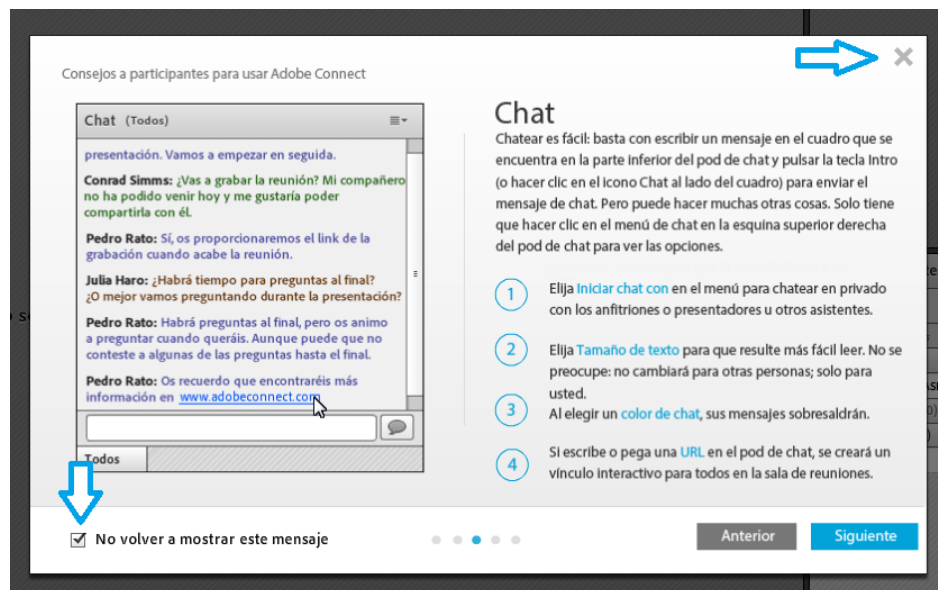 Consejos a participantes para usar Adobe Connect
Chat (Todos)
presentación. Vamos a empezar en seguida.
Conrad Simms: ¿Vas a grabar la reunión? Mi compañero
no ha podido venir hoy y me gustaría poder
compartirla con él.
Pedro Rato: Sí, os proporcionaremos el link de la
grabación cuando acabe la reunión.
Julia Haro: ¿Habrá tiempo para preguntas al final?
¿O mejor vamos preguntando durante la presentación?
Pedro Rato: Habrá preguntas al final, pero os animo
a preguntar cuando queráis. Aunque puede que no
conteste a algunas de las preguntas hasta el final.
Pedro Rato: Os recuerdo que encontraréis más
información en www.adobeconnect.com
Todos
Chat
Chatear es fácil: basta con escribir un mensaje en el cuadro que se
encuentra en la parte inferior del pod de chat y pulsar la tecla Intro
(o hacer clic en el icono Chat al lado del cuadro) para enviar el
mensaje de chat. Pero puede hacer muchas otras cosas. Solo tiene
que hacer clic en el menú de chat en la esquina superior derecha
del pod de chat para ver las opciones.
1 Elija Iniciar chat con en el menú para chatear en privado
con los anfitriones o presentadores u otros asistentes.
2 Elija Tamaño de texto para que resulte más fácil leer. No se
preocupe: no cambiará para otras personas; solo para
usted.
3 Al elegir un color de chat, sus mensajes sobresaldrán.
4 Si escribe o pega una URL en el pod de chat, se creará un
vínculo interactivo para todos en la sala de reuniones.
No volver a mostrar este mensaje
Anterior
Siguiente